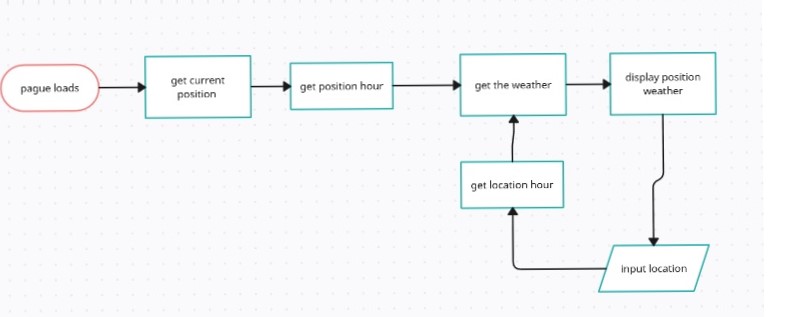 pague loads
get current
position
get position hour
get the weather
display position
weather
get location hour
input location